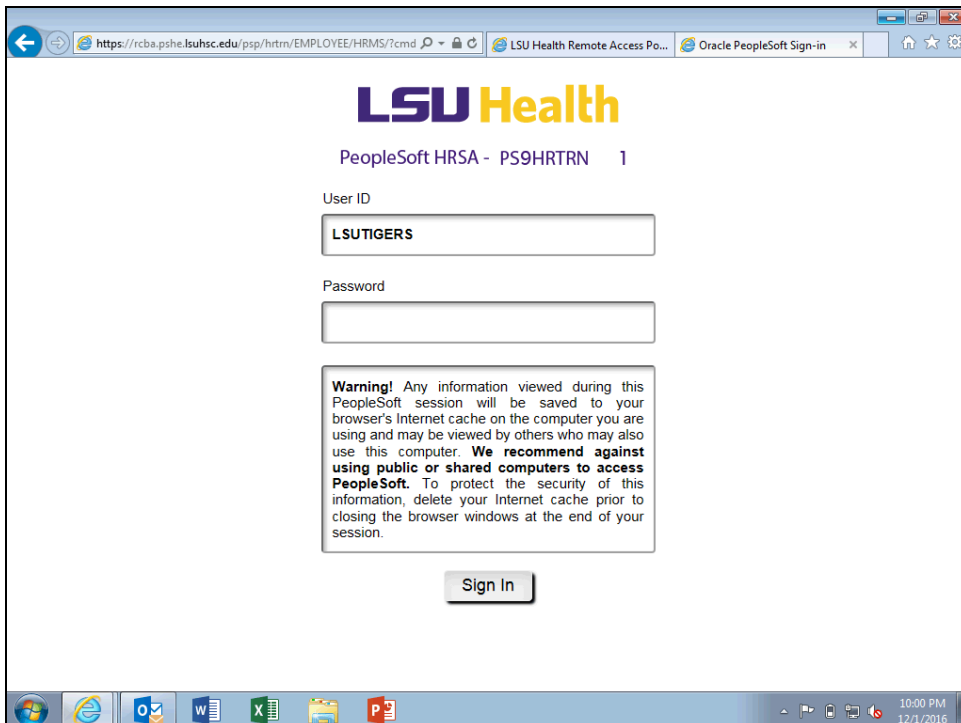 https://rcba.pshe.lsuhsc.edu/psp/hrtrn/EMPLOYEE/HRMS/?cmd
LSU Health Remote Access Po...
Oracle PeopleSoft Sign-in
LSU Health
PeopleSoft HRSA - PS9HRTRN 1
User ID
LSUTIGERS
Password
Warning! Any information viewed during this
PeopleSoft session will be saved to your
browser's Internet cache on the computer you are
using and may be viewed by others who may also
use this computer. We recommend against
using public or shared computers to access
PeopleSoft. To protect the security of this
information, delete your Internet cache prior to
closing the browser windows at the end of your
session.
Sign In
10:00 PM
12/1/2016